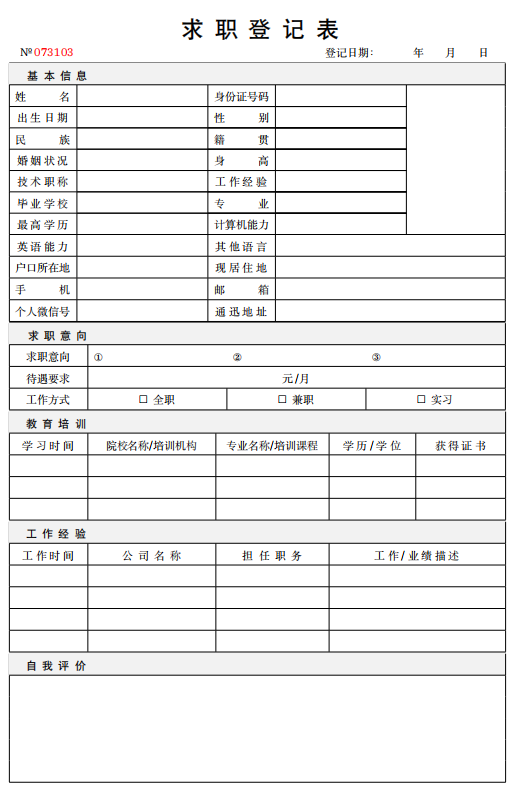 求职登记表
№073103 登记日期： 年 月 日
基本信息
姓名 身份证号码
出生日期 性别
民族 籍贯
婚姻状况 身高
技术职称 工作经验
毕业学校 专业
最高学历 计算机能力
英语能力 其他语言
户口所在地 现居住地
手机 邮箱
个人微信号 通迅地址
求职意向
求职意向 ① ② ③
待遇要求 元/月
工作方式 □ 全职 □ 兼职 □ 实习
教育培训
学习时间 院校名称/培训机构 专业名称/培训课程 学历/学位 获得证书
工作经验
工作时间 公司名称 担任职务 工作/业绩描述
自我评价